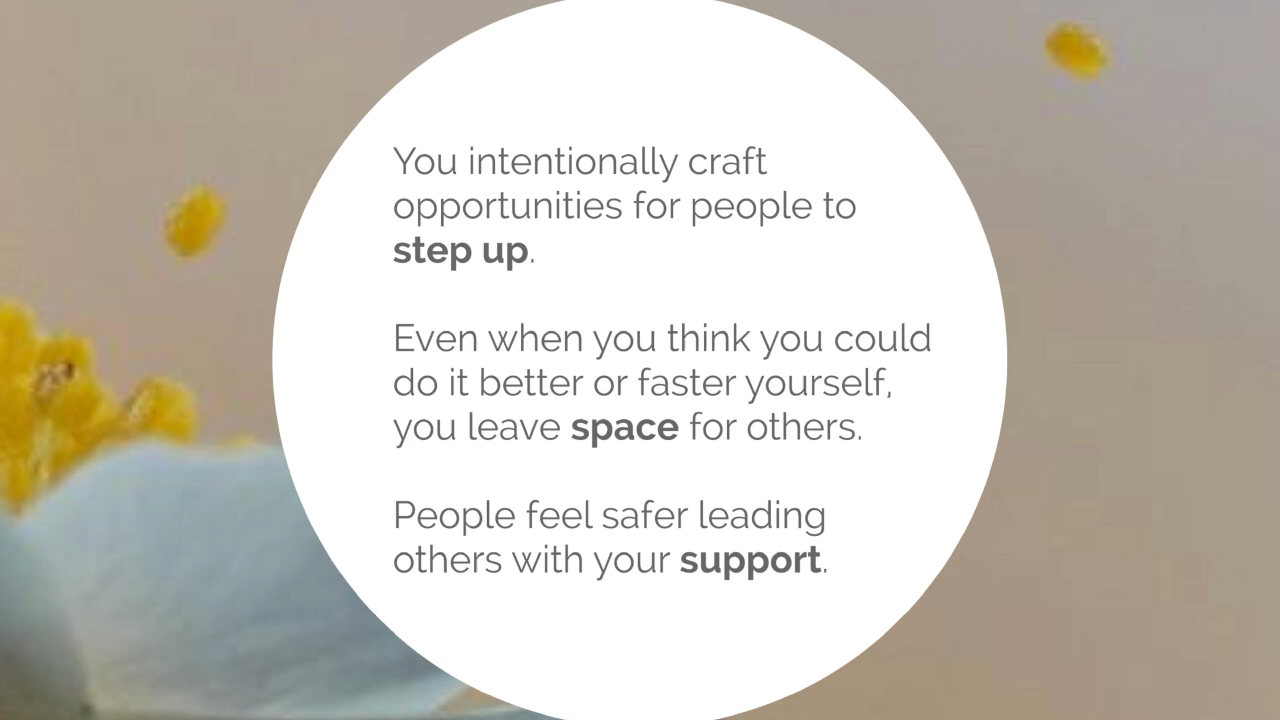 You intentionally craft
opportunities for people to
step up.
Even when you think you could
do it better or faster yourself,
you leave space for others.
People feel safer leading
others with your support.